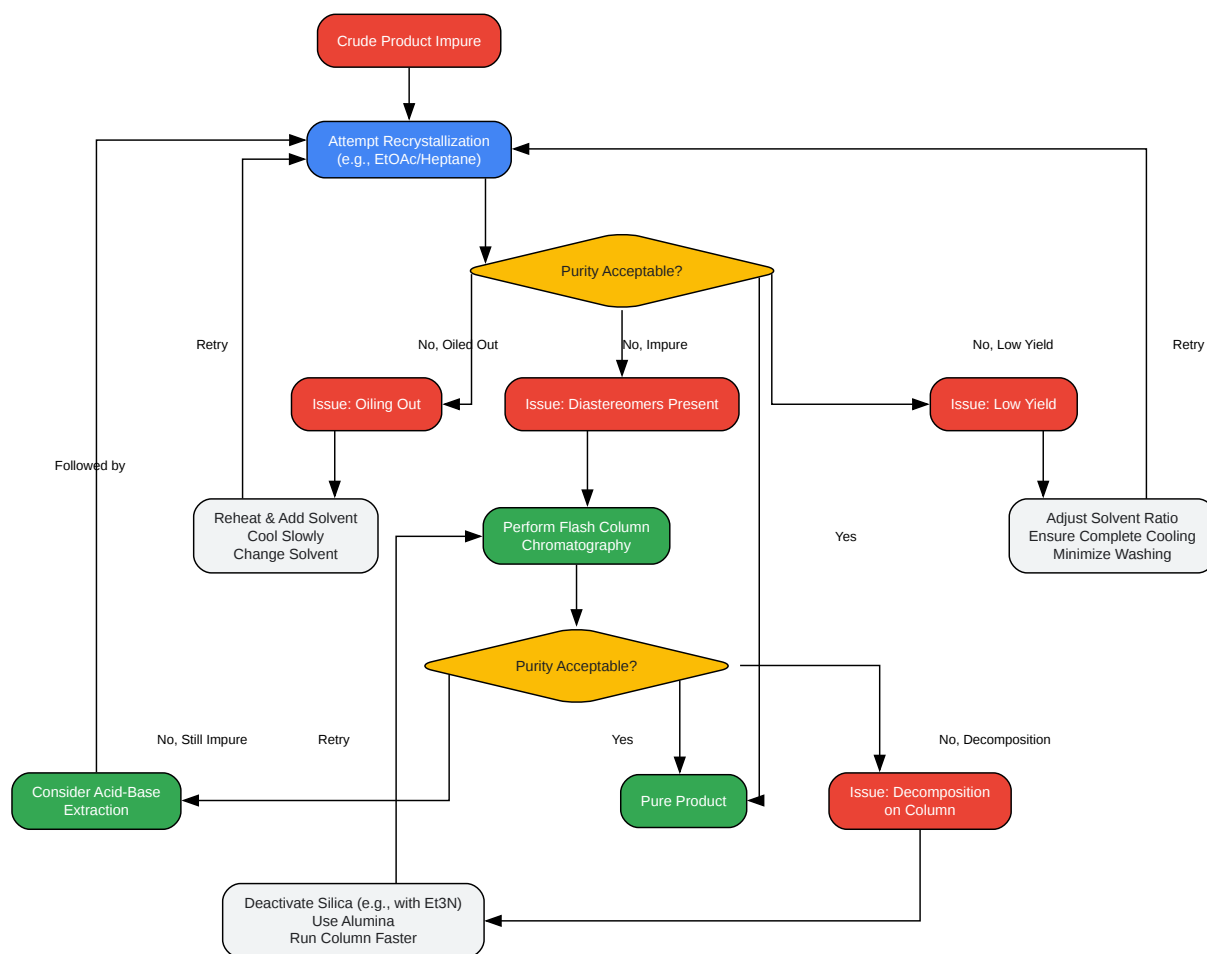 Crude Product Impure
Attempt Recrystallization
(e.g., EtOAc/Heptane)
Purity Acceptable?
Retry
No, Oiled Out
No, Impure
No, Low Yield
Retry
Issue: Oiling Out
Issue: Diastereomers Present
Issue: Low Yield
Followed by
Reheat & Add Solvent
Cool Slowly
Change Solvent
Perform Flash Column
Chromatography
Yes
Adjust Solvent Ratio
Ensure Complete Cooling
Minimize Washing
Purity Acceptable?
No, Still Impure
Retry
Yes
No, Decomposition
Consider Acid-Base
Extraction
Pure Product
Issue: Decomposition
on Column
Deactivate Silica (e.g., with Et3N)
Use Alumina
Run Column Faster